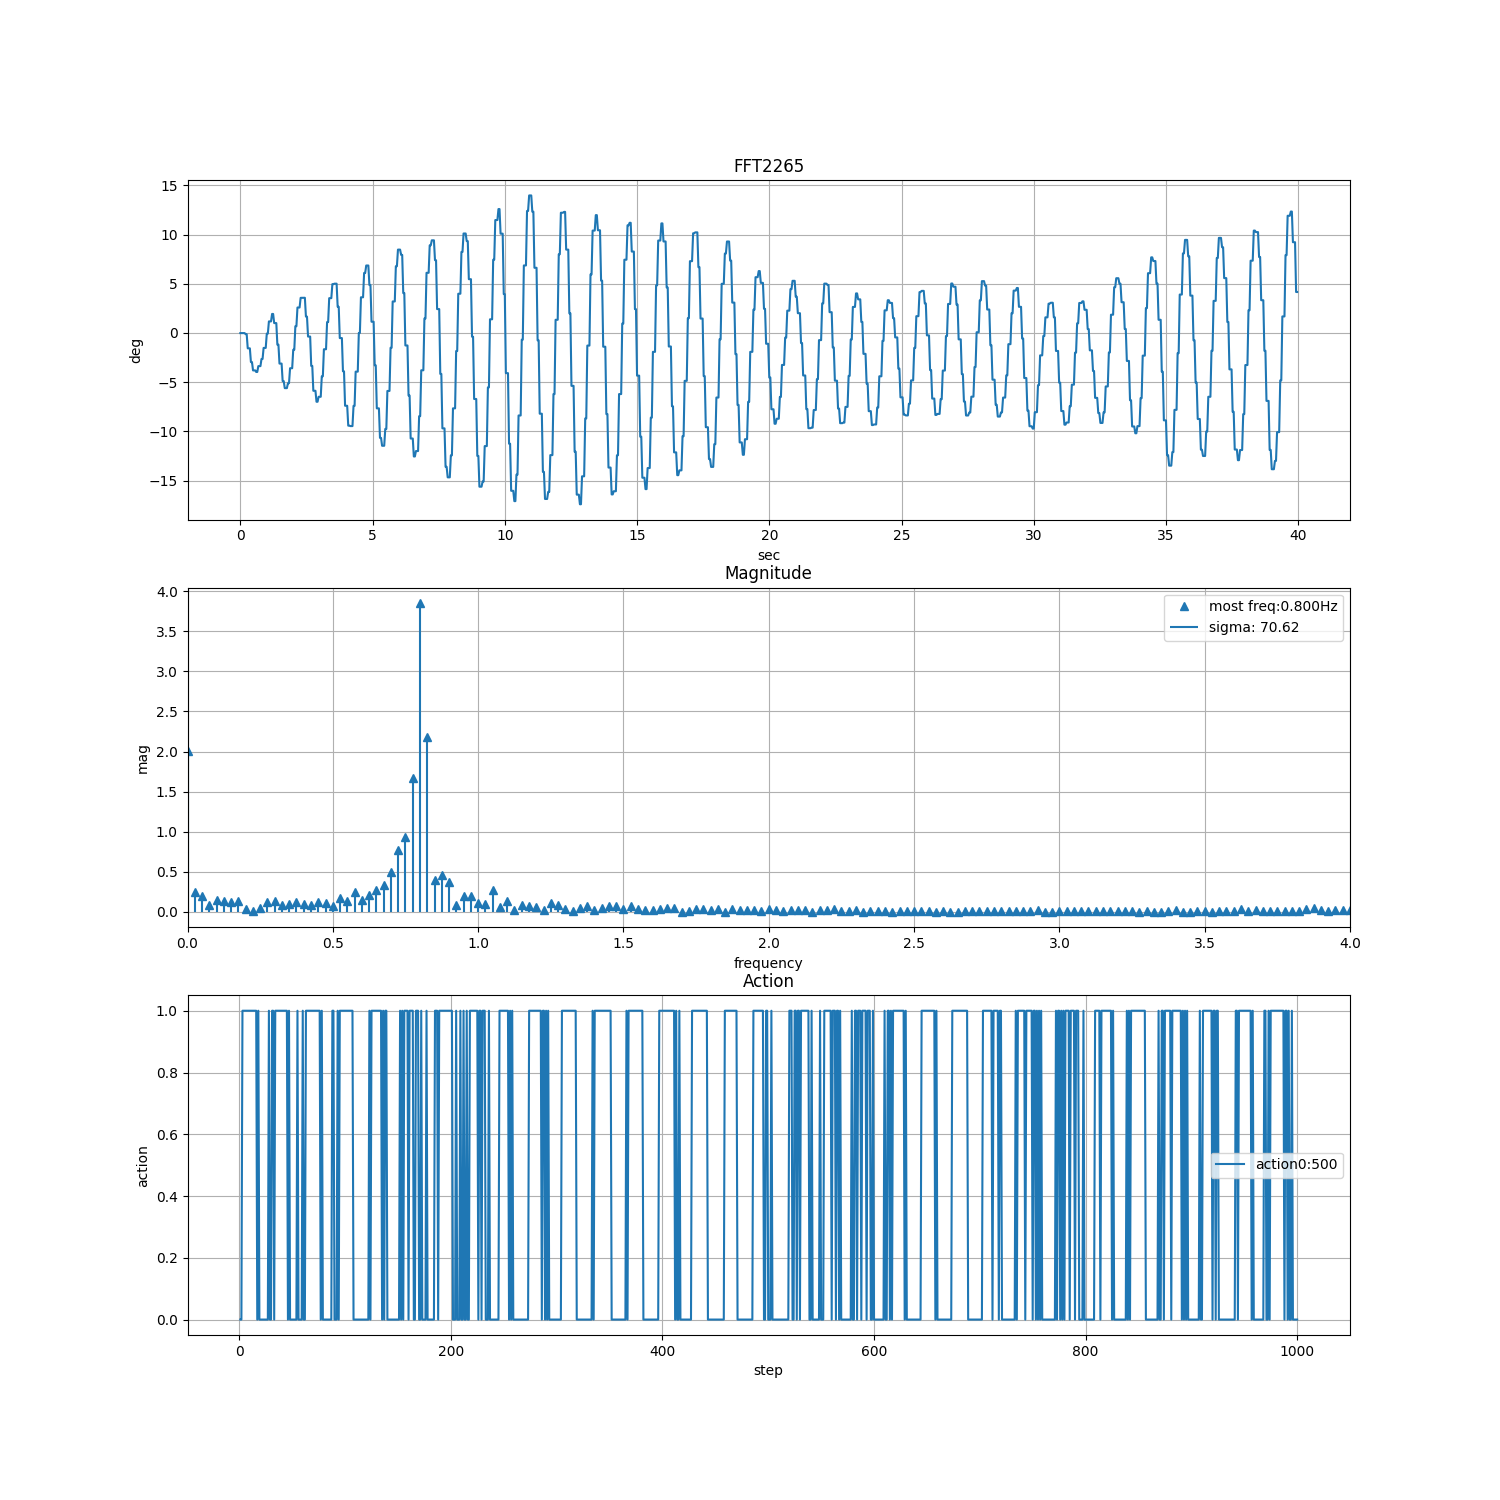 FFT2265
15
10
5
0
−5
−10
−15
deg
0 5 10 15 20 25 30 35 40
sec
Magnitude
4.0
3.5
3.0
2.5
2.0
1.5
1.0
0.5
0.0
mag
most freq:0.800Hz
sigma: 70.62
0.0 0.5 1.0 1.5 2.0 2.5 3.0 3.5 4.0
frequency
Action
1.0
0.8
0.6
0.4
0.2
0.0
action
action0:500
0 200 400 600 800 1000
step